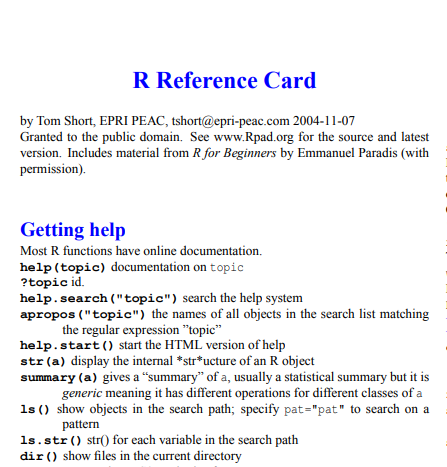 R Reference Card
by Tom Short, EPRI PEAC, tshort@epri-peac.com 2004-11-07
Granted to the public domain. See www.Rpad.org for the source and latest
version. Includes material from R for Beginners by Emmanuel Paradis (with
permission).
Getting help
Most R functions have online documentation.
help(topic) documentation on topic
?topic id.
help.search("topic") search the help system
apropos("topic") the names of all objects in the search list matching
the regular expression ”topic”
help.start() start the HTML version of help
str(a) display the internal *str*ucture of an R object
summary(a) gives a “summary” of a, usually a statistical summary but it is
generic meaning it has different operations for different classes of a
ls() show objects in the search path; specify pat="pat" to search on a
pattern
ls.str() str() for each variable in the search path
dir() show files in the current directory